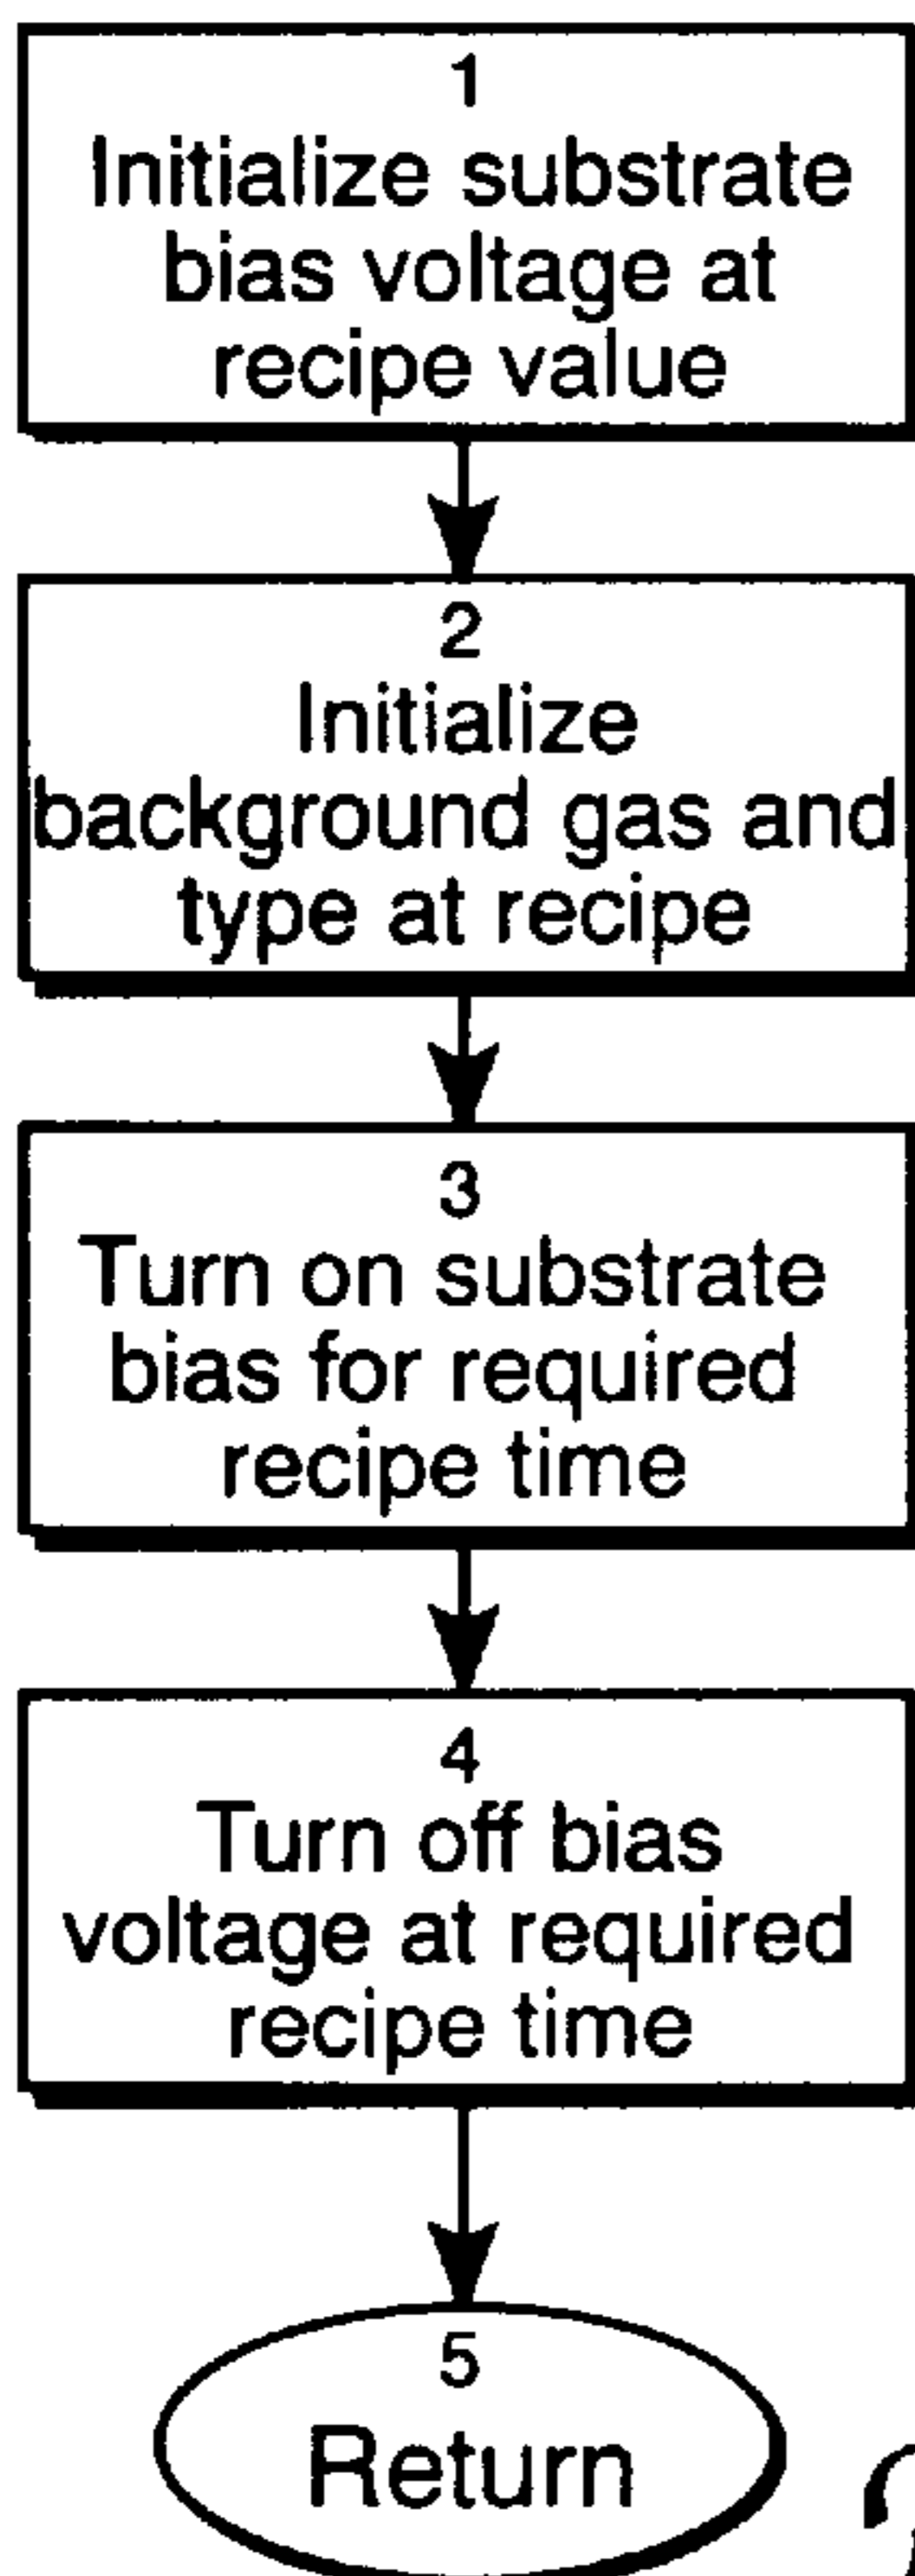 1
Initialize substrate
bias voltage at
recipe value
2
Initialize
background gas and
type at recipe
3
Turn on substrate
bias for required
recipe time
4
Turn off bias
voltage at required
recipe time
5
Return